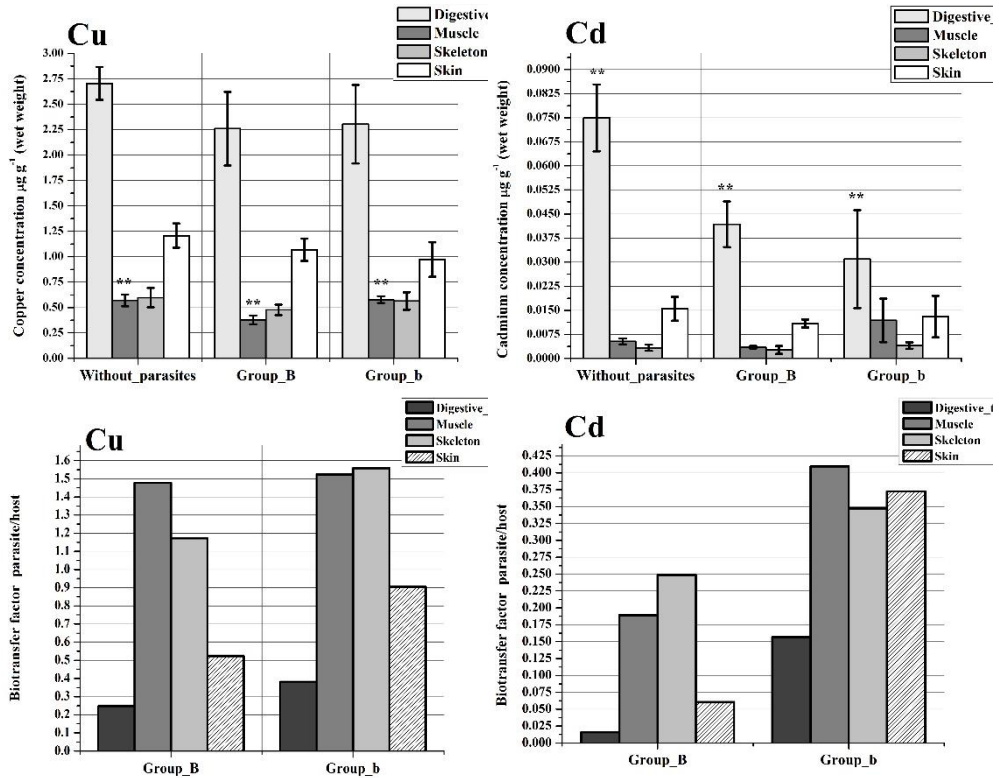 Cu
Digestive_
Muscle
Skeleton
Skin
Copper concentration µg g⁻¹ (wet weight)
3.00
2.75
2.50
2.25
2.00
1.75
1.50
1.25
1.00
0.75
0.50
0.25
0.00
**
**
**
Without_parasites
Group_B
Group_b
Cd
Digestive_
Muscle
Skeleton
Skin
Cadmium concentration µg g⁻¹ (wet weight)
0.0900
0.0825
0.0750
0.0675
0.0600
0.0525
0.0450
0.0375
0.0300
0.0225
0.0150
0.0075
0.0000
**
**
**
Without_parasites
Group_B
Group_b
Cu
Digestive_
Muscle
Skeleton
Skin
Biotransfer factor parasite/host
1.6
1.5
1.4
1.3
1.2
1.1
1.0
0.9
0.8
0.7
0.6
0.5
0.4
0.3
0.2
0.1
0.0
Group_B
Group_b
Cd
Digestive_t
Muscle
Skeleton
Skin
Biotransfer factor parasite/host
0.425
0.400
0.375
0.350
0.325
0.300
0.275
0.250
0.225
0.200
0.175
0.150
0.125
0.100
0.075
0.050
0.025
0.000
Group_B
Group_b